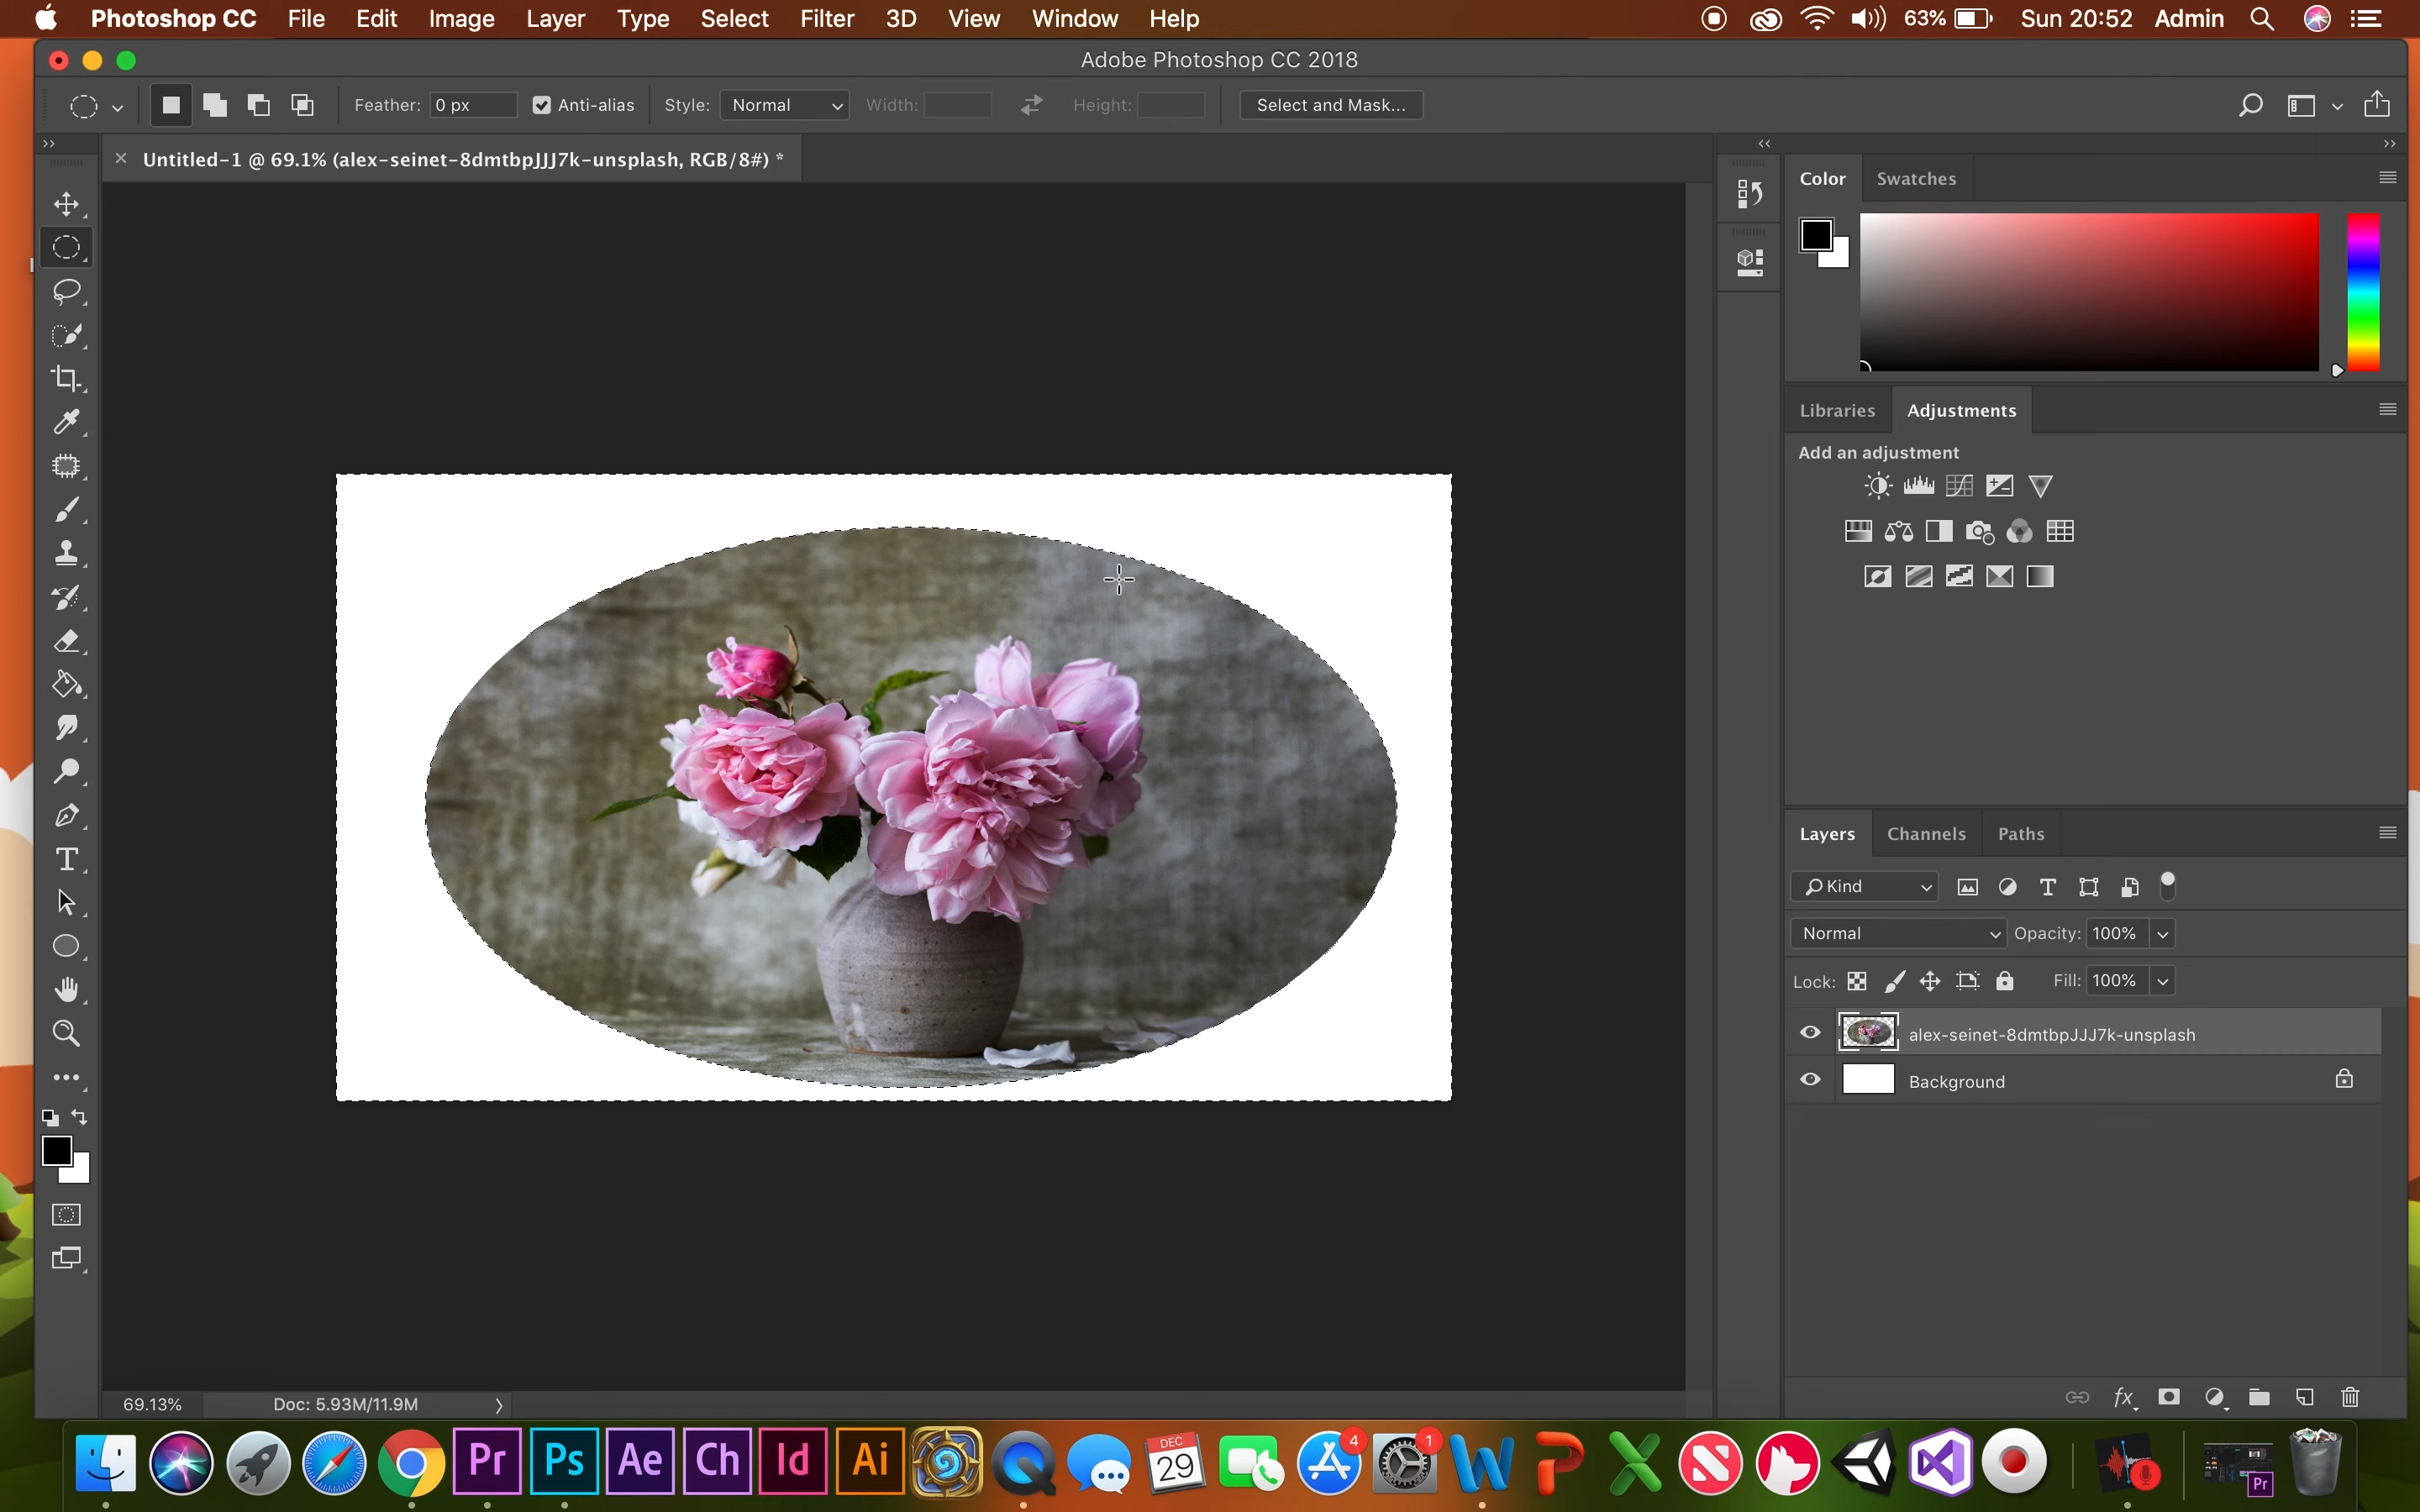 Photoshop CC File Edit Image Layer Type Select Filter 3D View Window Help 63% Sun 20:52 Admin
Adobe Photoshop CC 2018
Feather: 0 px Anti-alias Style: Normal Width: Height: Select and Mask...
Untitled-1 @ 69.1% (alex-seinet-8dmtbpJJJ7k-unsplash, RGB/8#) *
Color Swatches
Libraries Adjustments
Add an adjustment
Layers Channels Paths
Kind
Normal Opacity: 100%
Lock: Fill: 100%
alex-seinet-8dmtbpJJJ7k-unsplash
Background
fx
69.13% Doc: 5.93M/11.9M
Pr Ps Ae Ch Id Ai DEC 29 4 1 Pr